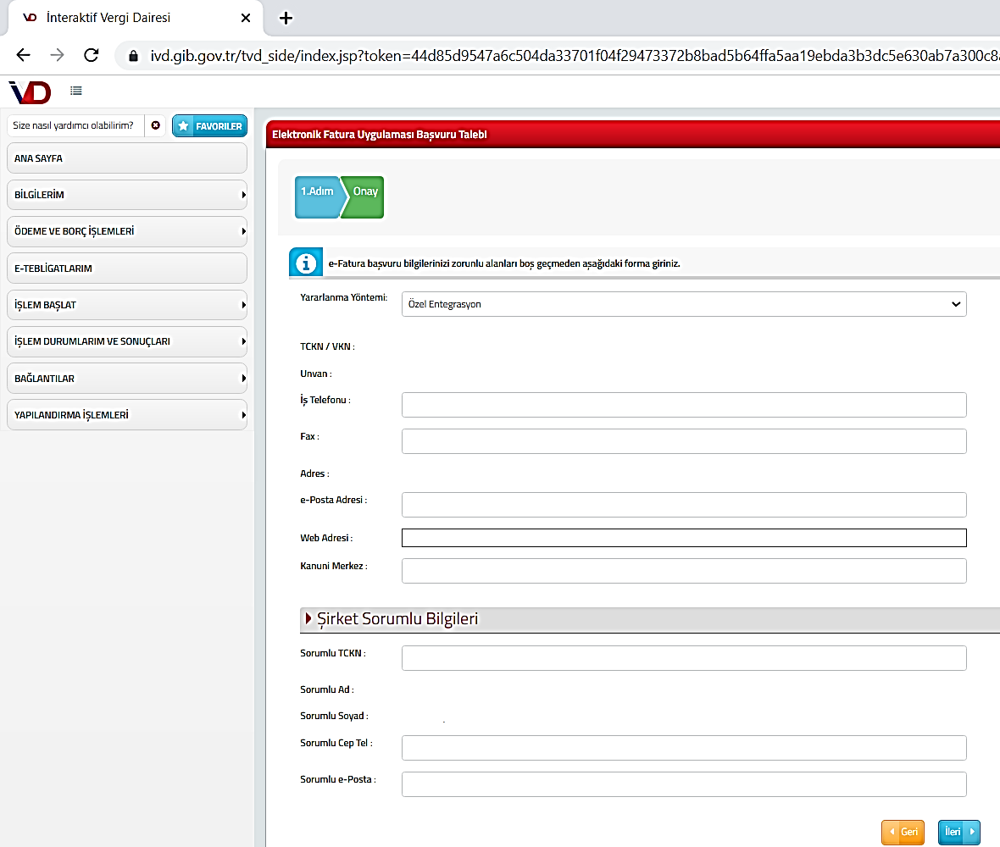 VD İnteraktif Vergi Dairesi
ivd.gib.gov.tr/tvd_side/index.jsp?token=44d85d9547a6c504da33701f04f29473372b8bad5b64ffa5aa19ebda3b3dc5e630ab7a300c8
VD
Size nasıl yardımcı olabilirim?
FAVORİLER
ANA SAYFA
BİLGİLERİM
ÖDEME VE BORÇ İŞLEMLERİ
E-TEBLİGATLARIM
İŞLEM BAŞLAT
İŞLEM DURUMLARIM VE SONUÇLARI
BAĞLANTILAR
YAPILANDIRMA İŞLEMLERİ
Elektronik Fatura Uygulaması Başvuru Talebi
1.Adım Onay
e-Fatura başvuru bilgilerinizi zorunlu alanları boş geçmeden aşağıdaki forma giriniz.
Yararlanma Yöntemi: Özel Entegrasyon
TCKN / VKN :
Unvan :
İş Telefonu :
Fax :
Adres :
e-Posta Adresi :
Web Adresi :
Kanuni Merkez :
Şirket Sorumlu Bilgileri
Sorumlu TCKN :
Sorumlu Ad :
Sorumlu Soyad :
Sorumlu Cep Tel :
Sorumlu e-Posta :
Geri İleri